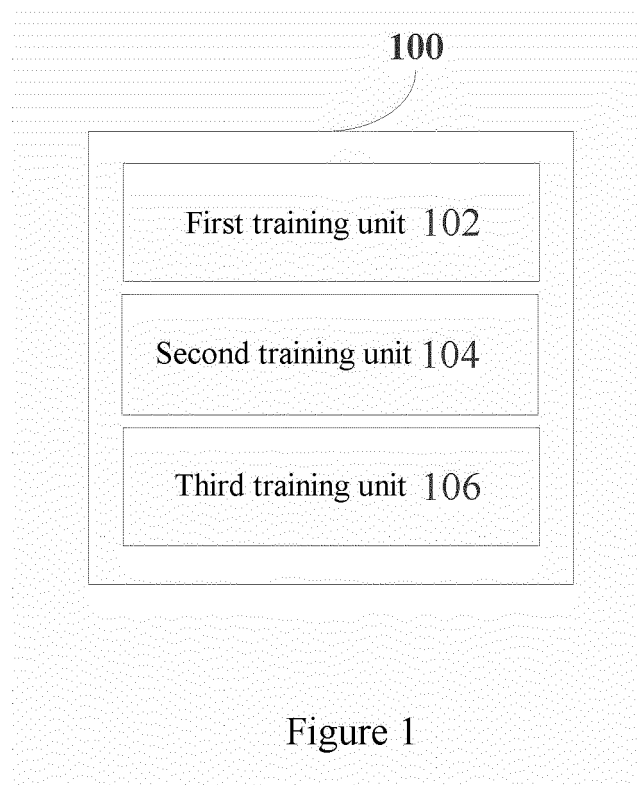 100
First training unit 102
Second training unit 104
Third training unit 106
Figure 1